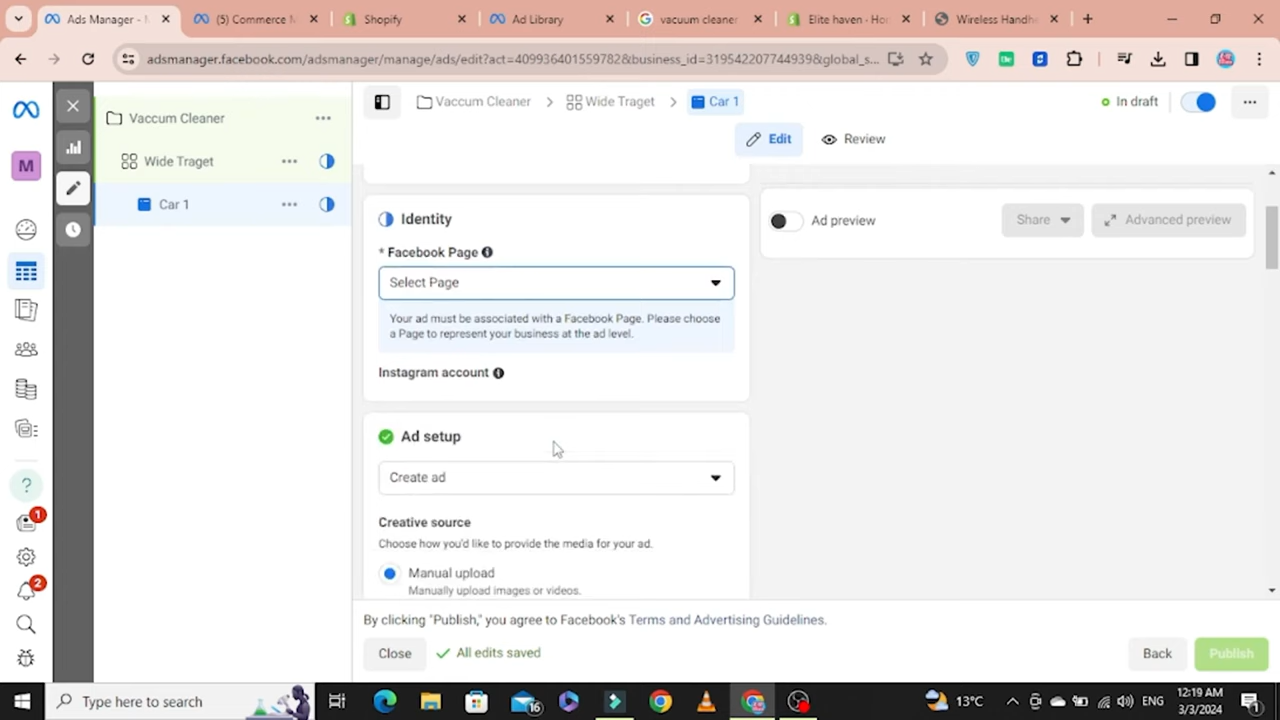 Ads Manager - M
(5) Commerce M
Shopify
Ad Library
vacuum cleaner
Elite haven · Ho
Wireless Handhe
adsmanager.facebook.com/adsmanager/manage/ads/edit?act=409936401559782&business_id=319542207744939&global_s...
Vaccum Cleaner
Wide Traget
Car 1
In draft
Edit
Review
M
Vaccum Cleaner
Wide Traget
Car 1
Identity
* Facebook Page
Select Page
Your ad must be associated with a Facebook Page. Please choose
a Page to represent your business at the ad level.
Instagram account
Ad preview
Share
Advanced preview
Ad setup
Create ad
Creative source
Choose how you'd like to provide the media for your ad.
Manual upload
Manually upload images or videos.
1
2
By clicking "Publish," you agree to Facebook's Terms and Advertising Guidelines.
Close
All edits saved
Back
Publish
Type here to search
16
13°C
ENG
12:19 AM
3/3/2024
1